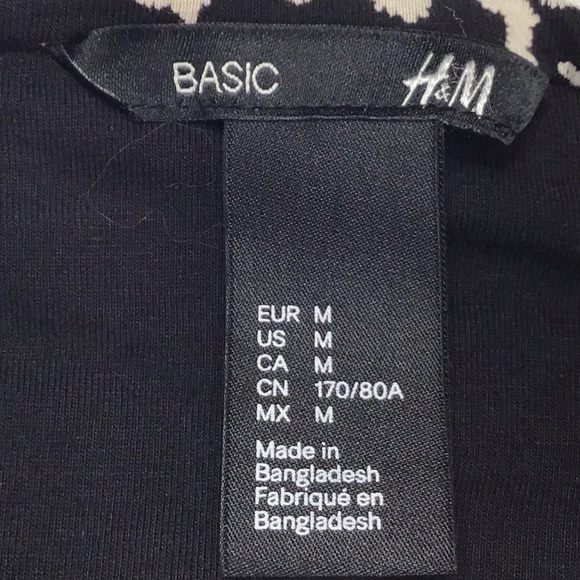 BASIC H&M
EUR M
US M
CA M
CN 170/80A
MX M
Made in
Bangladesh
Fabriqué en
Bangladesh